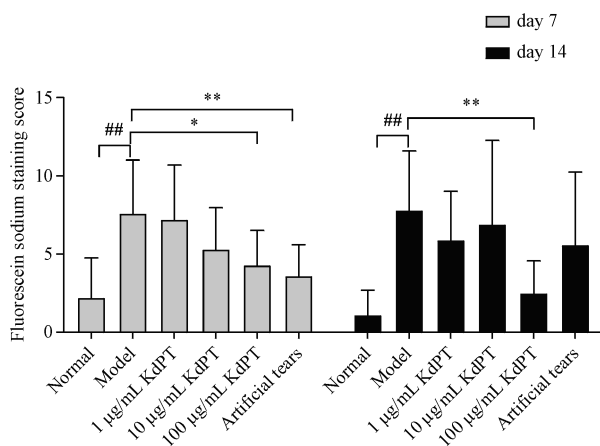 day 7
day 14
Fluorescein sodium staining score
15
10
5
0
##
*
**
##
**
Normal
Model
1 μg/mL KdPT
10 μg/mL KdPT
100 μg/mL KdPT
Artificial tears
Normal
Model
1 μg/mL KdPT
10 μg/mL KdPT
100 μg/mL KdPT
Artificial tears